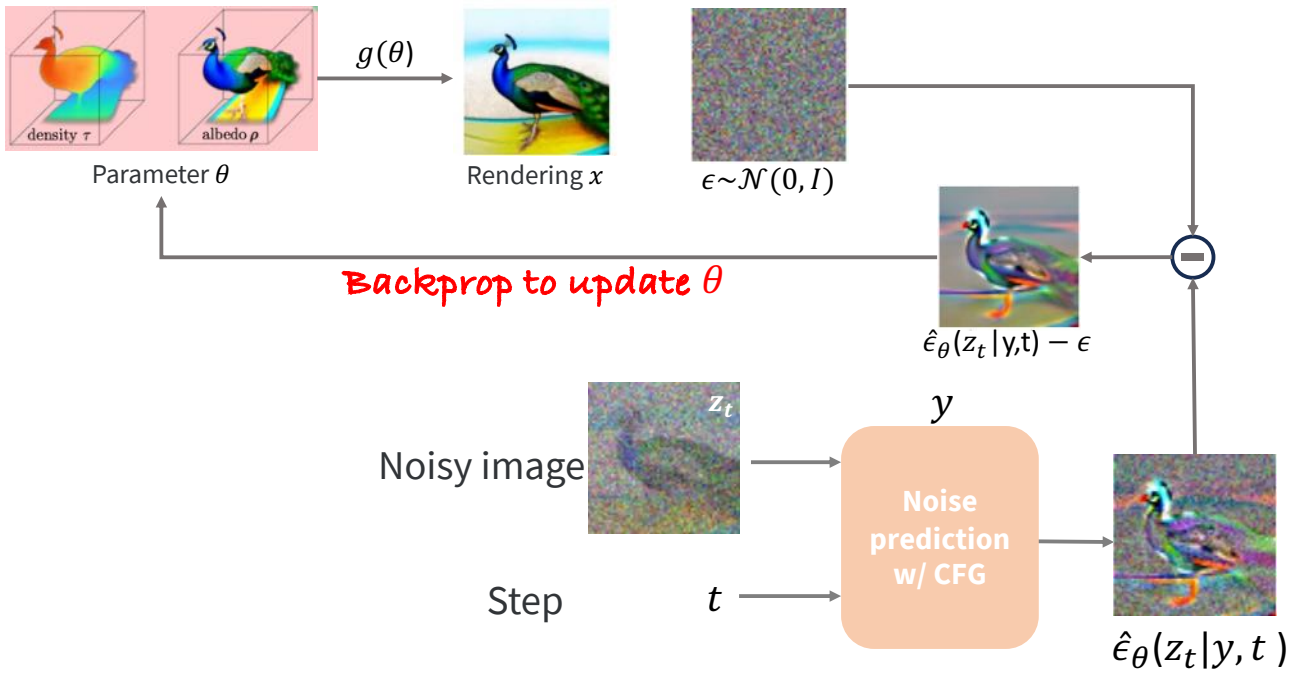 density τ
albedo ρ
g(θ)
Parameter θ
Rendering x
ϵ~𝒩(0, I)
Backprop to update θ
ϵ̂_θ(z_t|y,t) − ϵ
Noisy image
z_t
y
Noise
prediction
w/ CFG
Step
t
ϵ̂_θ(z_t|y, t )